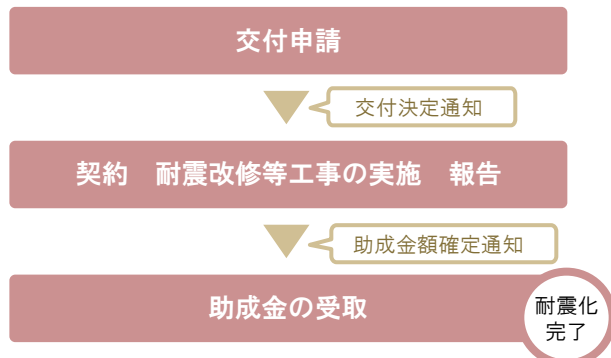 交付申請
交付決定通知
契約　耐震改修等工事の実施　報告
助成金額確定通知
助成金の受取
耐震化
完了